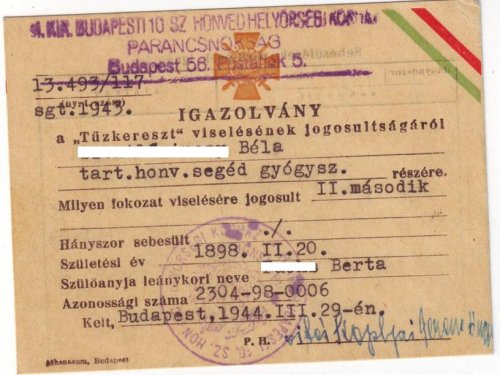 M. KIR. BUDAPESTI 10 SZ. HONVÉD HELYŐRSÉGI KÓRHÁZ
PARANCSNOKSÁG
Budapest 56. Postafiók 5.
13.493/117
sgt.1943.
IGAZOLVÁNY
a „Tűzkereszt" viselésének jogosultságáról
Béla
tart.honv.segéd gyógysz. részére.
Milyen fokozat viselésére jogosult II.második
Hányszor sebesült ./.
Születési év 1898.II.20.
Szülőanyja leánykori neve Berta
Azonossági száma 2304-98-0006
Kelt, Budapest,1944.III.29-én.
P. H.
Athenaeum, Budapest